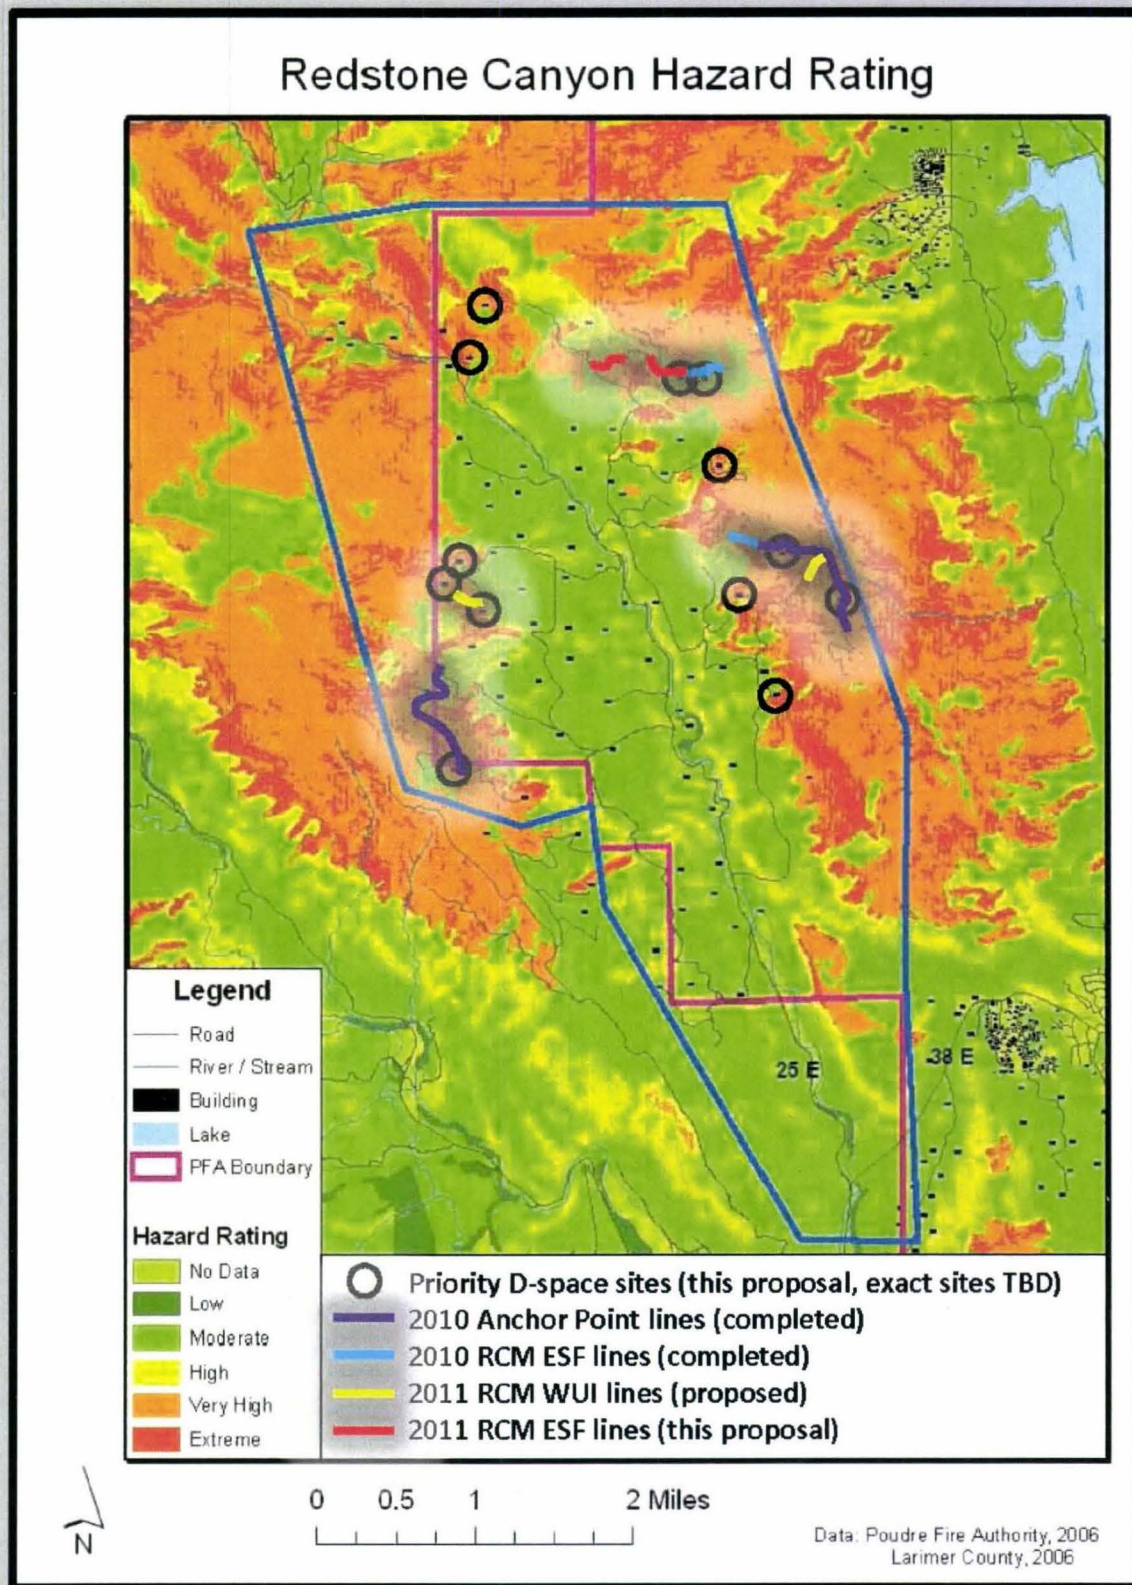 Redstone Canyon Hazard Rating
25 E
38 E
Legend
Road
River / Stream
Building
Lake
PFA Boundary
Hazard Rating
No Data
Low
Moderate
High
Very High
Extreme
Priority D-space sites (this proposal, exact sites TBD)
2010 Anchor Point lines (completed)
2010 RCM ESF lines (completed)
2011 RCM WUI lines (proposed)
2011 RCM ESF lines (this proposal)
N
0 0.5 1 2 Miles
Data: Poudre Fire Authority, 2006
Larimer County, 2006